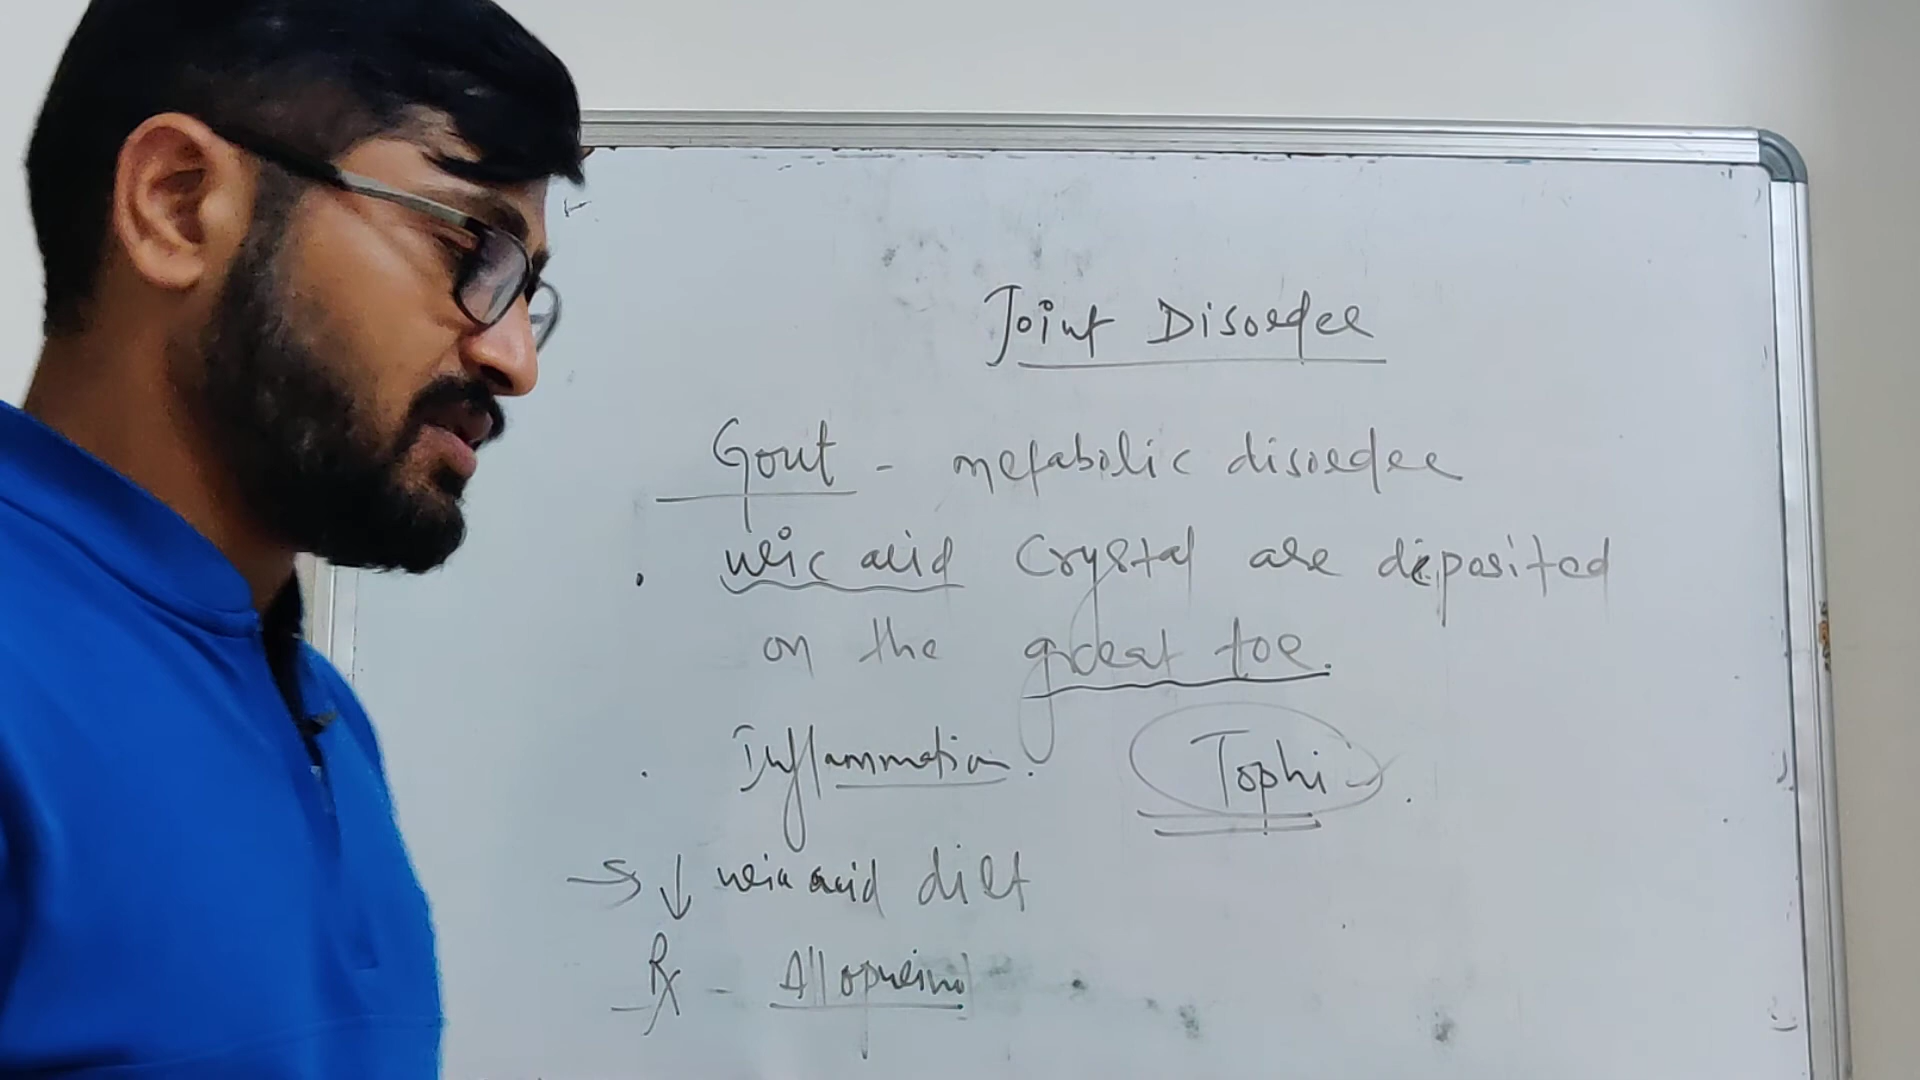 Joint Disorder
Gout - metabolic disorder
. uric acid Crystal are deposited
on the great toe.
. Inflammation. Tophi.
→ ↓ uric acid diet
Rx - Allopurinol